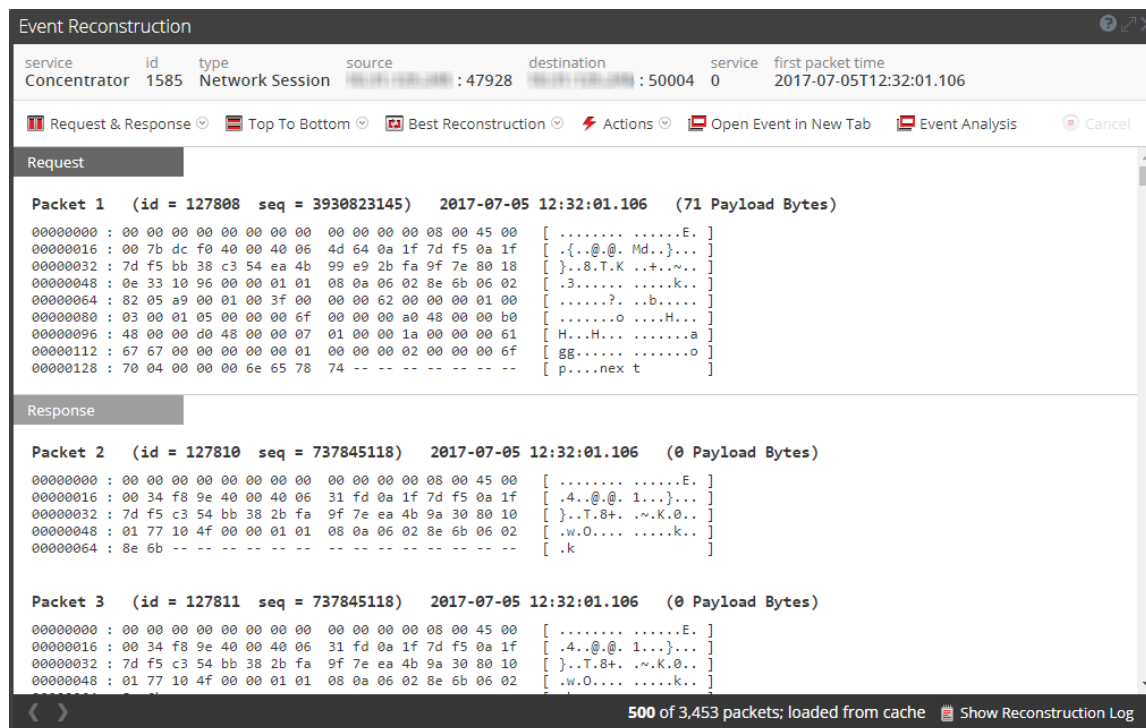 Event Reconstruction
service id type source destination service first packet time
Concentrator 1585 Network Session : 47928 : 50004 0 2017-07-05T12:32:01.106
Request & Response Top To Bottom Best Reconstruction Actions Open Event in New Tab Event Analysis Cancel
Request
Packet 1 (id = 127808 seq = 3930823145) 2017-07-05 12:32:01.106 (71 Payload Bytes)
00000000 : 00 00 00 00 00 00 00 00 00 00 00 00 08 00 45 00 [ ........ ......E. ]
00000016 : 00 7b dc f0 40 00 40 06 4d 64 0a 1f 7d f5 0a 1f [ .{..@.@. Md..}... ]
00000032 : 7d f5 bb 38 c3 54 ea 4b 99 e9 2b fa 9f 7e 80 18 [ }..8.T.K ..+..~.. ]
00000048 : 0e 33 10 96 00 00 01 01 08 0a 06 02 8e 6b 06 02 [ .3...... .....k.. ]
00000064 : 82 05 a9 00 01 00 3f 00 00 00 62 00 00 00 01 00 [ ......?. ..b..... ]
00000080 : 03 00 01 05 00 00 00 6f 00 00 00 a0 48 00 00 b0 [ .......o ....H... ]
00000096 : 48 00 00 d0 48 00 00 07 01 00 00 1a 00 00 00 61 [ H...H... .......a ]
00000112 : 67 67 00 00 00 00 00 01 00 00 00 02 00 00 00 6f [ gg...... .......o ]
00000128 : 70 04 00 00 00 6e 65 78 74 -- -- -- -- -- -- -- [ p....nex t ]
Response
Packet 2 (id = 127810 seq = 737845118) 2017-07-05 12:32:01.106 (0 Payload Bytes)
00000000 : 00 00 00 00 00 00 00 00 00 00 00 00 08 00 45 00 [ ........ ......E. ]
00000016 : 00 34 f8 9e 40 00 40 06 31 fd 0a 1f 7d f5 0a 1f [ .4..@.@. 1...}... ]
00000032 : 7d f5 c3 54 bb 38 2b fa 9f 7e ea 4b 9a 30 80 10 [ }..T.8+. .~.K.0.. ]
00000048 : 01 77 10 4f 00 00 01 01 08 0a 06 02 8e 6b 06 02 [ .w.O.... .....k.. ]
00000064 : 8e 6b -- -- -- -- -- -- -- -- -- -- -- -- -- -- [ .k ]
Packet 3 (id = 127811 seq = 737845118) 2017-07-05 12:32:01.106 (0 Payload Bytes)
00000000 : 00 00 00 00 00 00 00 00 00 00 00 00 08 00 45 00 [ ........ ......E. ]
00000016 : 00 34 f8 9e 40 00 40 06 31 fd 0a 1f 7d f5 0a 1f [ .4..@.@. 1...}... ]
00000032 : 7d f5 c3 54 bb 38 2b fa 9f 7e ea 4b 9a 30 80 10 [ }..T.8+. .~.K.0.. ]
00000048 : 01 77 10 4f 00 00 01 01 08 0a 06 02 8e 6b 06 02 [ .w.O.... .....k.. ]
500 of 3,453 packets; loaded from cache Show Reconstruction Log